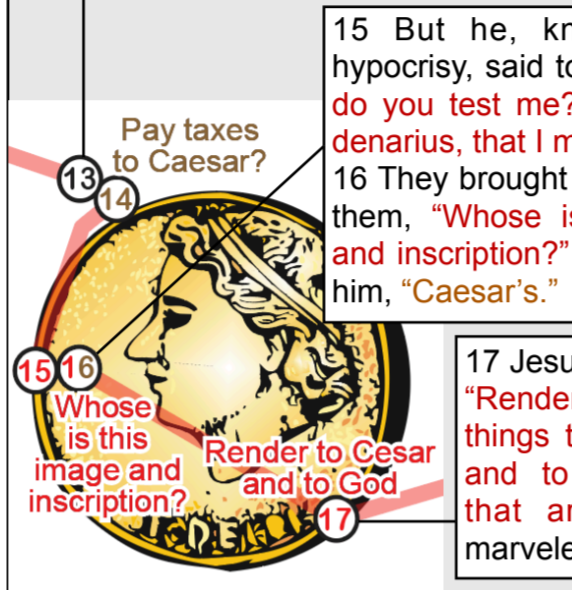 15 But he, kn
hypocrisy, said to
do you test me?
denarius, that I m
16 They brought
them, “Whose is
and inscription?”
him, “Caesar’s.”
Pay taxes
to Caesar?
13
14
15 16
Whose
is this
image and
inscription?
Render to Cesar
and to God
17
17 Jesu
“Render
things t
and to
that ar
marvele